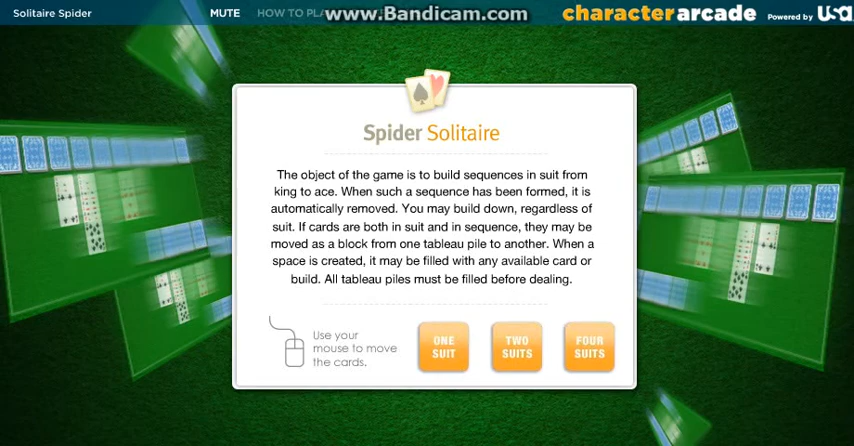 Solitaire Spider
MUTE
HOW TO PLA
www.Bandicam.com
characterarcade
Powered by usa
Spider Solitaire
The object of the game is to build sequences in suit from
king to ace. When such a sequence has been formed, it is
automatically removed. You may build down, regardless of
suit. If cards are both in suit and in sequence, they may be
moved as a block from one tableau pile to another. When a
space is created, it may be filled with any available card or
build. All tableau piles must be filled before dealing.
Use your
mouse to move
the cards.
ONE
SUIT
TWO
SUITS
FOUR
SUITS